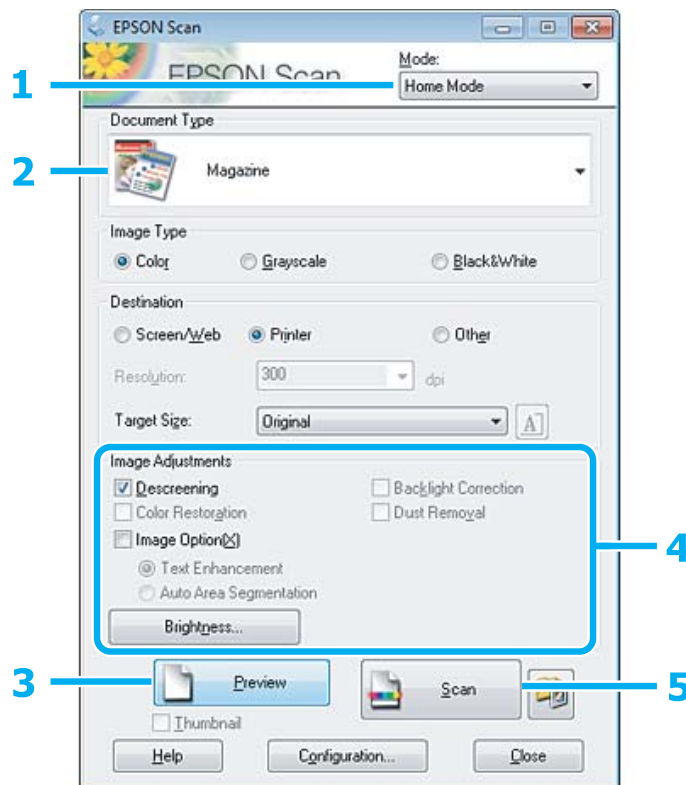 EPSON Scan
EPSON Scan
Mode:
1
Home Mode
Document Type
2
Magazine
Image Type
Color
Grayscale
Black&White
Destination
Screen/Web
Printer
Other
Resolution:
300
dpi
Target Size:
Original
A
Image Adjustments
Descreening
Backlight Correction
Color Restoration
Dust Removal
Image Option(X)
4
Text Enhancement
Auto Area Segmentation
Brightness...
3
Preview
Scan
5
Thumbnail
Help
Configuration...
Close